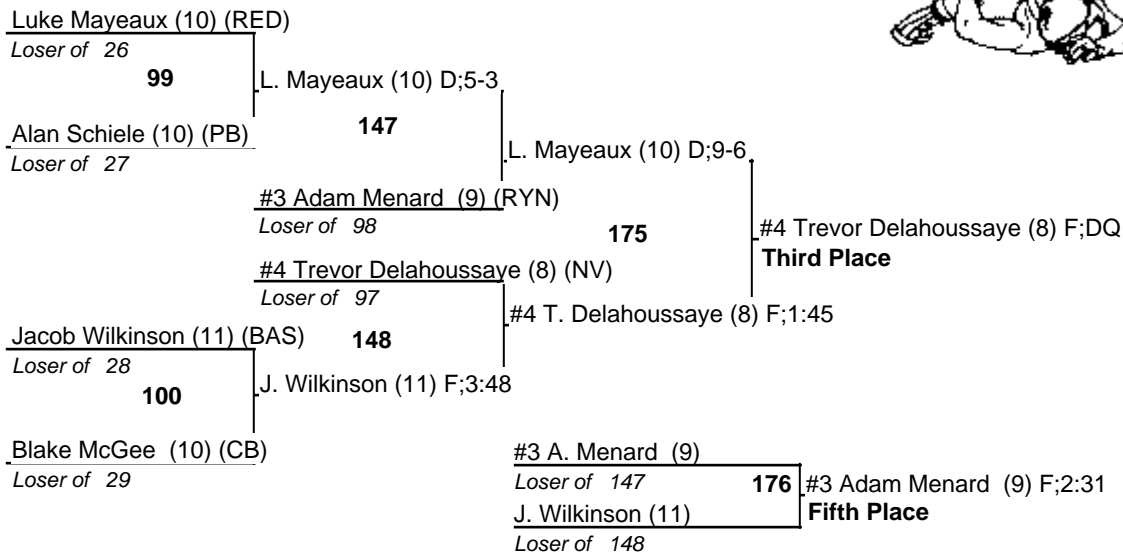 Luke Mayeaux (10) (RED)
Loser of 26
99
L. Mayeaux (10) D;5-3
Alan Schiele (10) (PB)
Loser of 27
147
L. Mayeaux (10) D;9-6
#3 Adam Menard (9) (RYN)
Loser of 98
175
#4 Trevor Delahoussaye (8) F;DQ
Third Place
#4 Trevor Delahoussaye (8) (NV)
Loser of 97
148
#4 T. Delahoussaye (8) F;1:45
Jacob Wilkinson (11) (BAS)
Loser of 28
100
J. Wilkinson (11) F;3:48
Blake McGee (10) (CB)
Loser of 29
#3 A. Menard (9)
Loser of 147
176
#3 Adam Menard (9) F;2:31
Fifth Place
J. Wilkinson (11)
Loser of 148